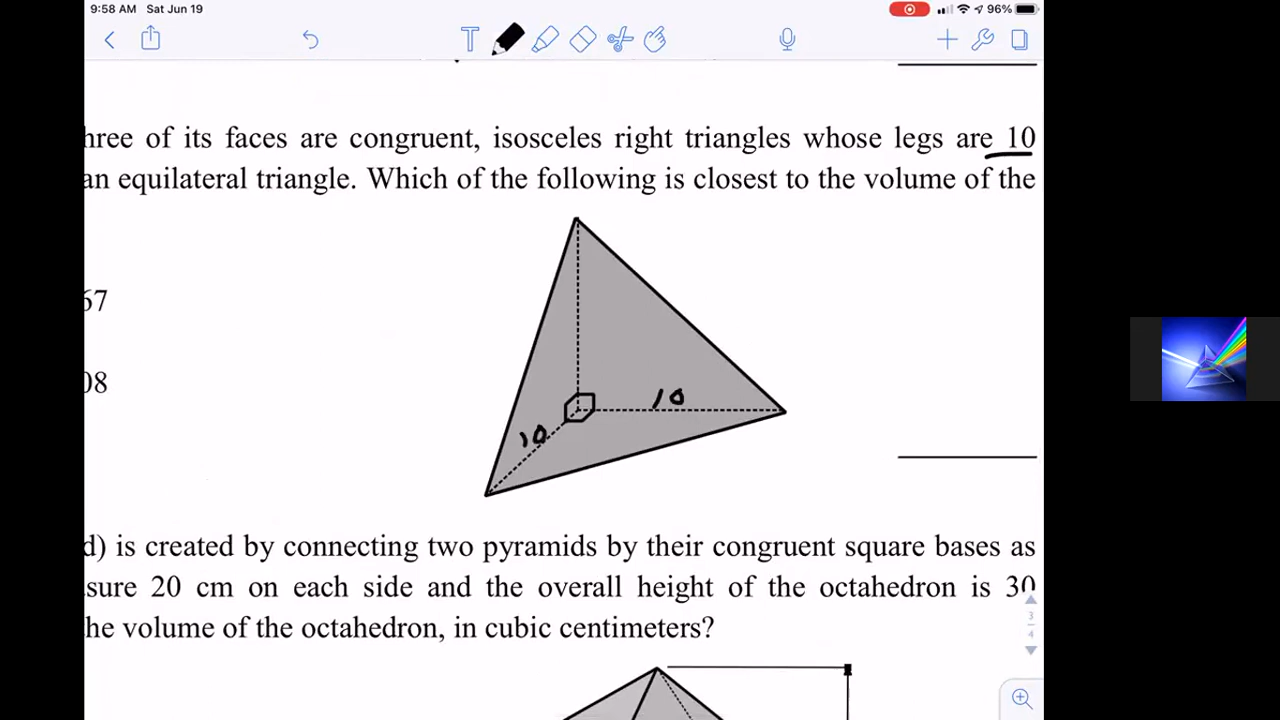 9:58 AM Sat Jun 19
96%
T
hree of its faces are congruent, isosceles right triangles whose legs are 10
an equilateral triangle. Which of the following is closest to the volume of the
67
10
10
08
d) is created by connecting two pyramids by their congruent square bases as
sure 20 cm on each side and the overall height of the octahedron is 30
he volume of the octahedron, in cubic centimeters?
3
4